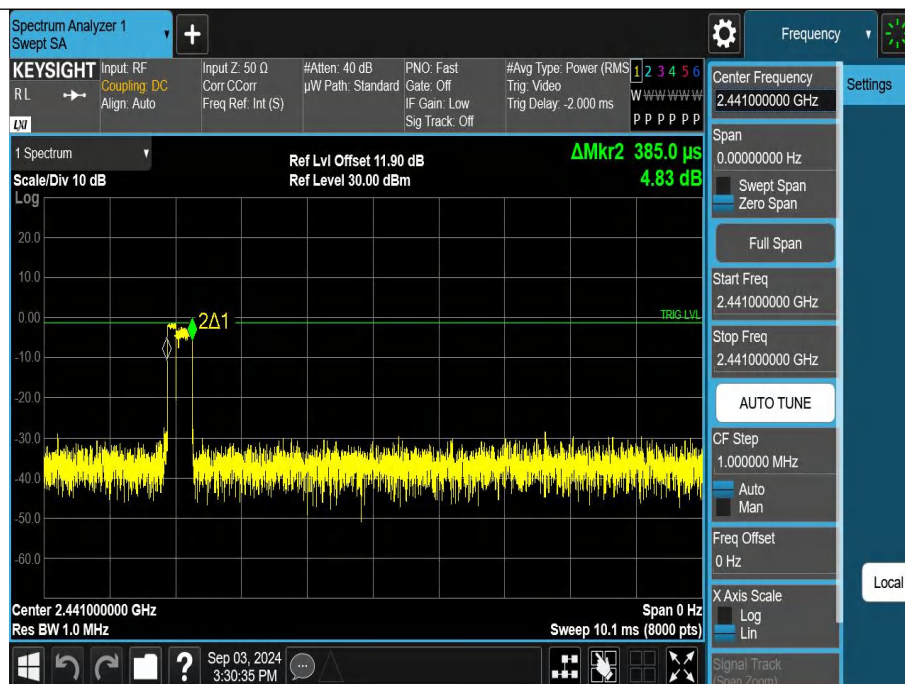 Spectrum Analyzer 1
Swept SA
Frequency
KEYSIGHT
RL
LXI
Input: RF
Coupling: DC
Align: Auto
Input Z: 50 Ω
Corr CCorr
Freq Ref: Int (S)
#Atten: 40 dB
µW Path: Standard
PNO: Fast
Gate: Off
IF Gain: Low
Sig Track: Off
#Avg Type: Power (RMS
Trig: Video
Trig Delay: -2.000 ms
1 2 3 4 5 6
W W W W W W
P P P P P P
1 Spectrum
Scale/Div 10 dB
Log
Ref Lvl Offset 11.90 dB
Ref Level 30.00 dBm
ΔMkr2 385.0 µs
4.83 dB
20.0
10.0
0.00
-10.0
-20.0
-30.0
-40.0
-50.0
-60.0
2Δ1
TRIG LVL
Center 2.441000000 GHz
Res BW 1.0 MHz
Span 0 Hz
Sweep 10.1 ms (8000 pts)
Sep 03, 2024
3:30:35 PM
Center Frequency
2.441000000 GHz
Settings
Span
0.00000000 Hz
Swept Span
Zero Span
Full Span
Start Freq
2.441000000 GHz
Stop Freq
2.441000000 GHz
AUTO TUNE
CF Step
1.000000 MHz
Auto
Man
Freq Offset
0 Hz
Local
X Axis Scale
Log
Lin
Signal Track
(Span Zoom)